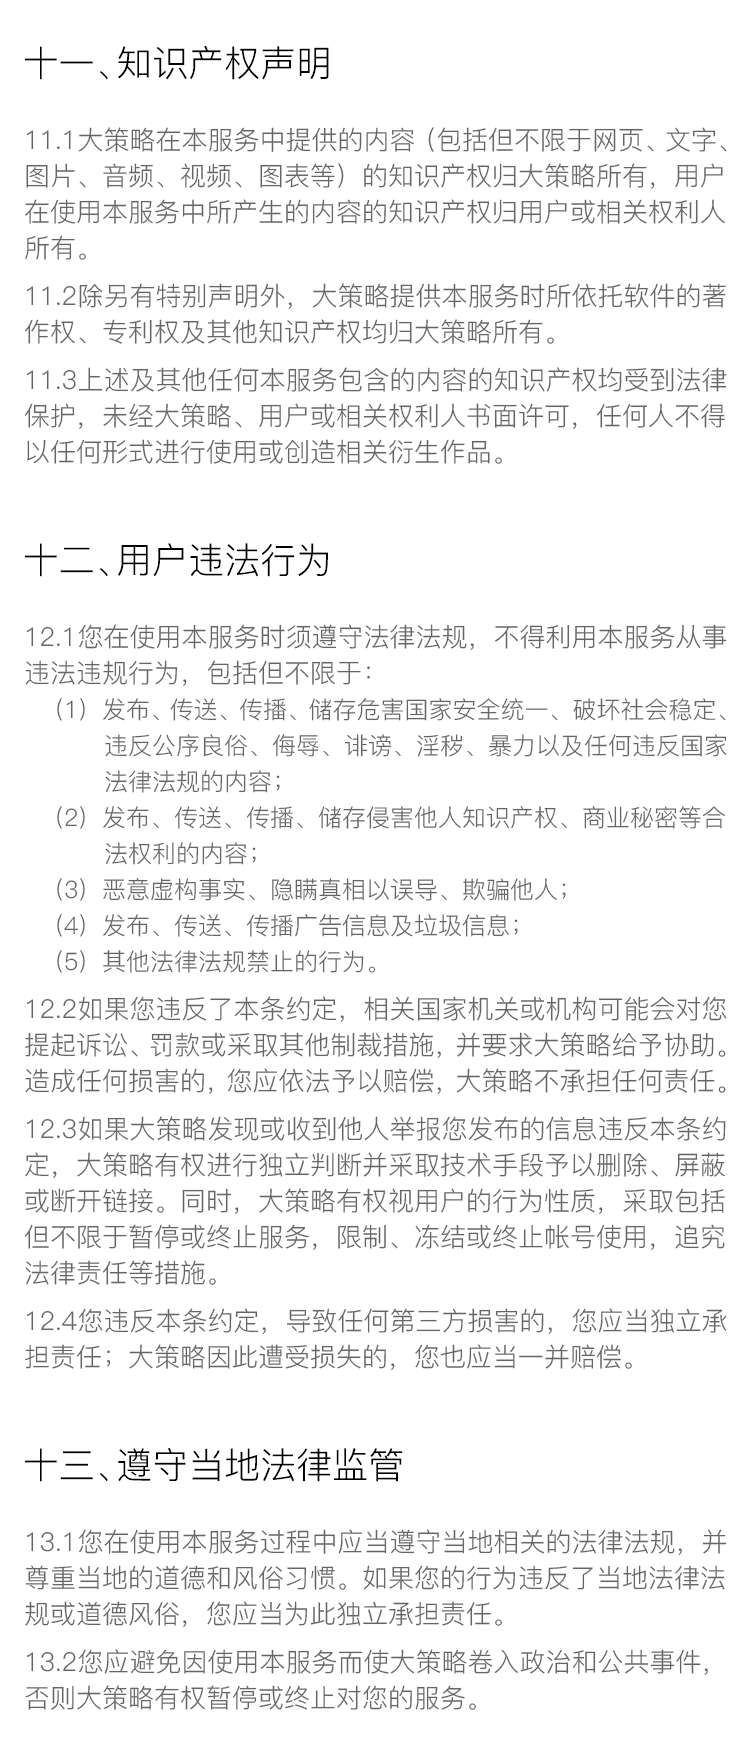 十一、知识产权声明
11.1大策略在本服务中提供的内容（包括但不限于网页、文字、
图片、音频、视频、图表等）的知识产权归大策略所有，用户
在使用本服务中所产生的内容的知识产权归用户或相关权利人
所有。
11.2除另有特别声明外，大策略提供本服务时所依托软件的著
作权、专利权及其他知识产权均归大策略所有。
11.3上述及其他任何本服务包含的内容的知识产权均受到法律
保护，未经大策略、用户或相关权利人书面许可，任何人不得
以任何形式进行使用或创造相关衍生作品。
十二、用户违法行为
12.1您在使用本服务时须遵守法律法规，不得利用本服务从事
违法违规行为，包括但不限于：
（1）发布、传送、传播、储存危害国家安全统一、破坏社会稳定、
违反公序良俗、侮辱、诽谤、淫秽、暴力以及任何违反国家
法律法规的内容；
（2）发布、传送、传播、储存侵害他人知识产权、商业秘密等合
法权利的内容；
（3）恶意虚构事实、隐瞒真相以误导、欺骗他人；
（4）发布、传送、传播广告信息及垃圾信息；
（5）其他法律法规禁止的行为。
12.2如果您违反了本条约定，相关国家机关或机构可能会对您
提起诉讼、罚款或采取其他制裁措施，并要求大策略给予协助。
造成任何损害的，您应依法予以赔偿，大策略不承担任何责任。
12.3如果大策略发现或收到他人举报您发布的信息违反本条约
定，大策略有权进行独立判断并采取技术手段予以删除、屏蔽
或断开链接。同时，大策略有权视用户的行为性质，采取包括
但不限于暂停或终止服务，限制、冻结或终止帐号使用，追究
法律责任等措施。
12.4您违反本条约定，导致任何第三方损害的，您应当独立承
担责任；大策略因此遭受损失的，您也应当一并赔偿。
十三、遵守当地法律监管
13.1您在使用本服务过程中应当遵守当地相关的法律法规，并
尊重当地的道德和风俗习惯。如果您的行为违反了当地法律法
规或道德风俗，您应当为此独立承担责任。
13.2您应避免因使用本服务而使大策略卷入政治和公共事件，
否则大策略有权暂停或终止对您的服务。